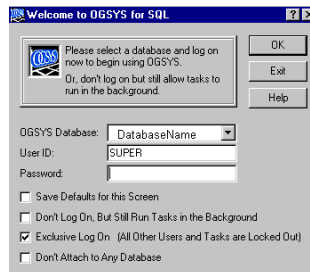 Welcome to OGSYS for SQL
OGSYS
Please select a database and log on
now to begin using OGSYS.
Or, don't log on but still allow tasks to
run in the background.
OK
Exit
Help
OGSYS Database: DatabaseName
User ID: SUPER
Password:
Save Defaults for this Screen
Don't Log On, But Still Run Tasks in the Background
Exclusive Log On (All Other Users and Tasks are Locked Out)
Don't Attach to Any Database